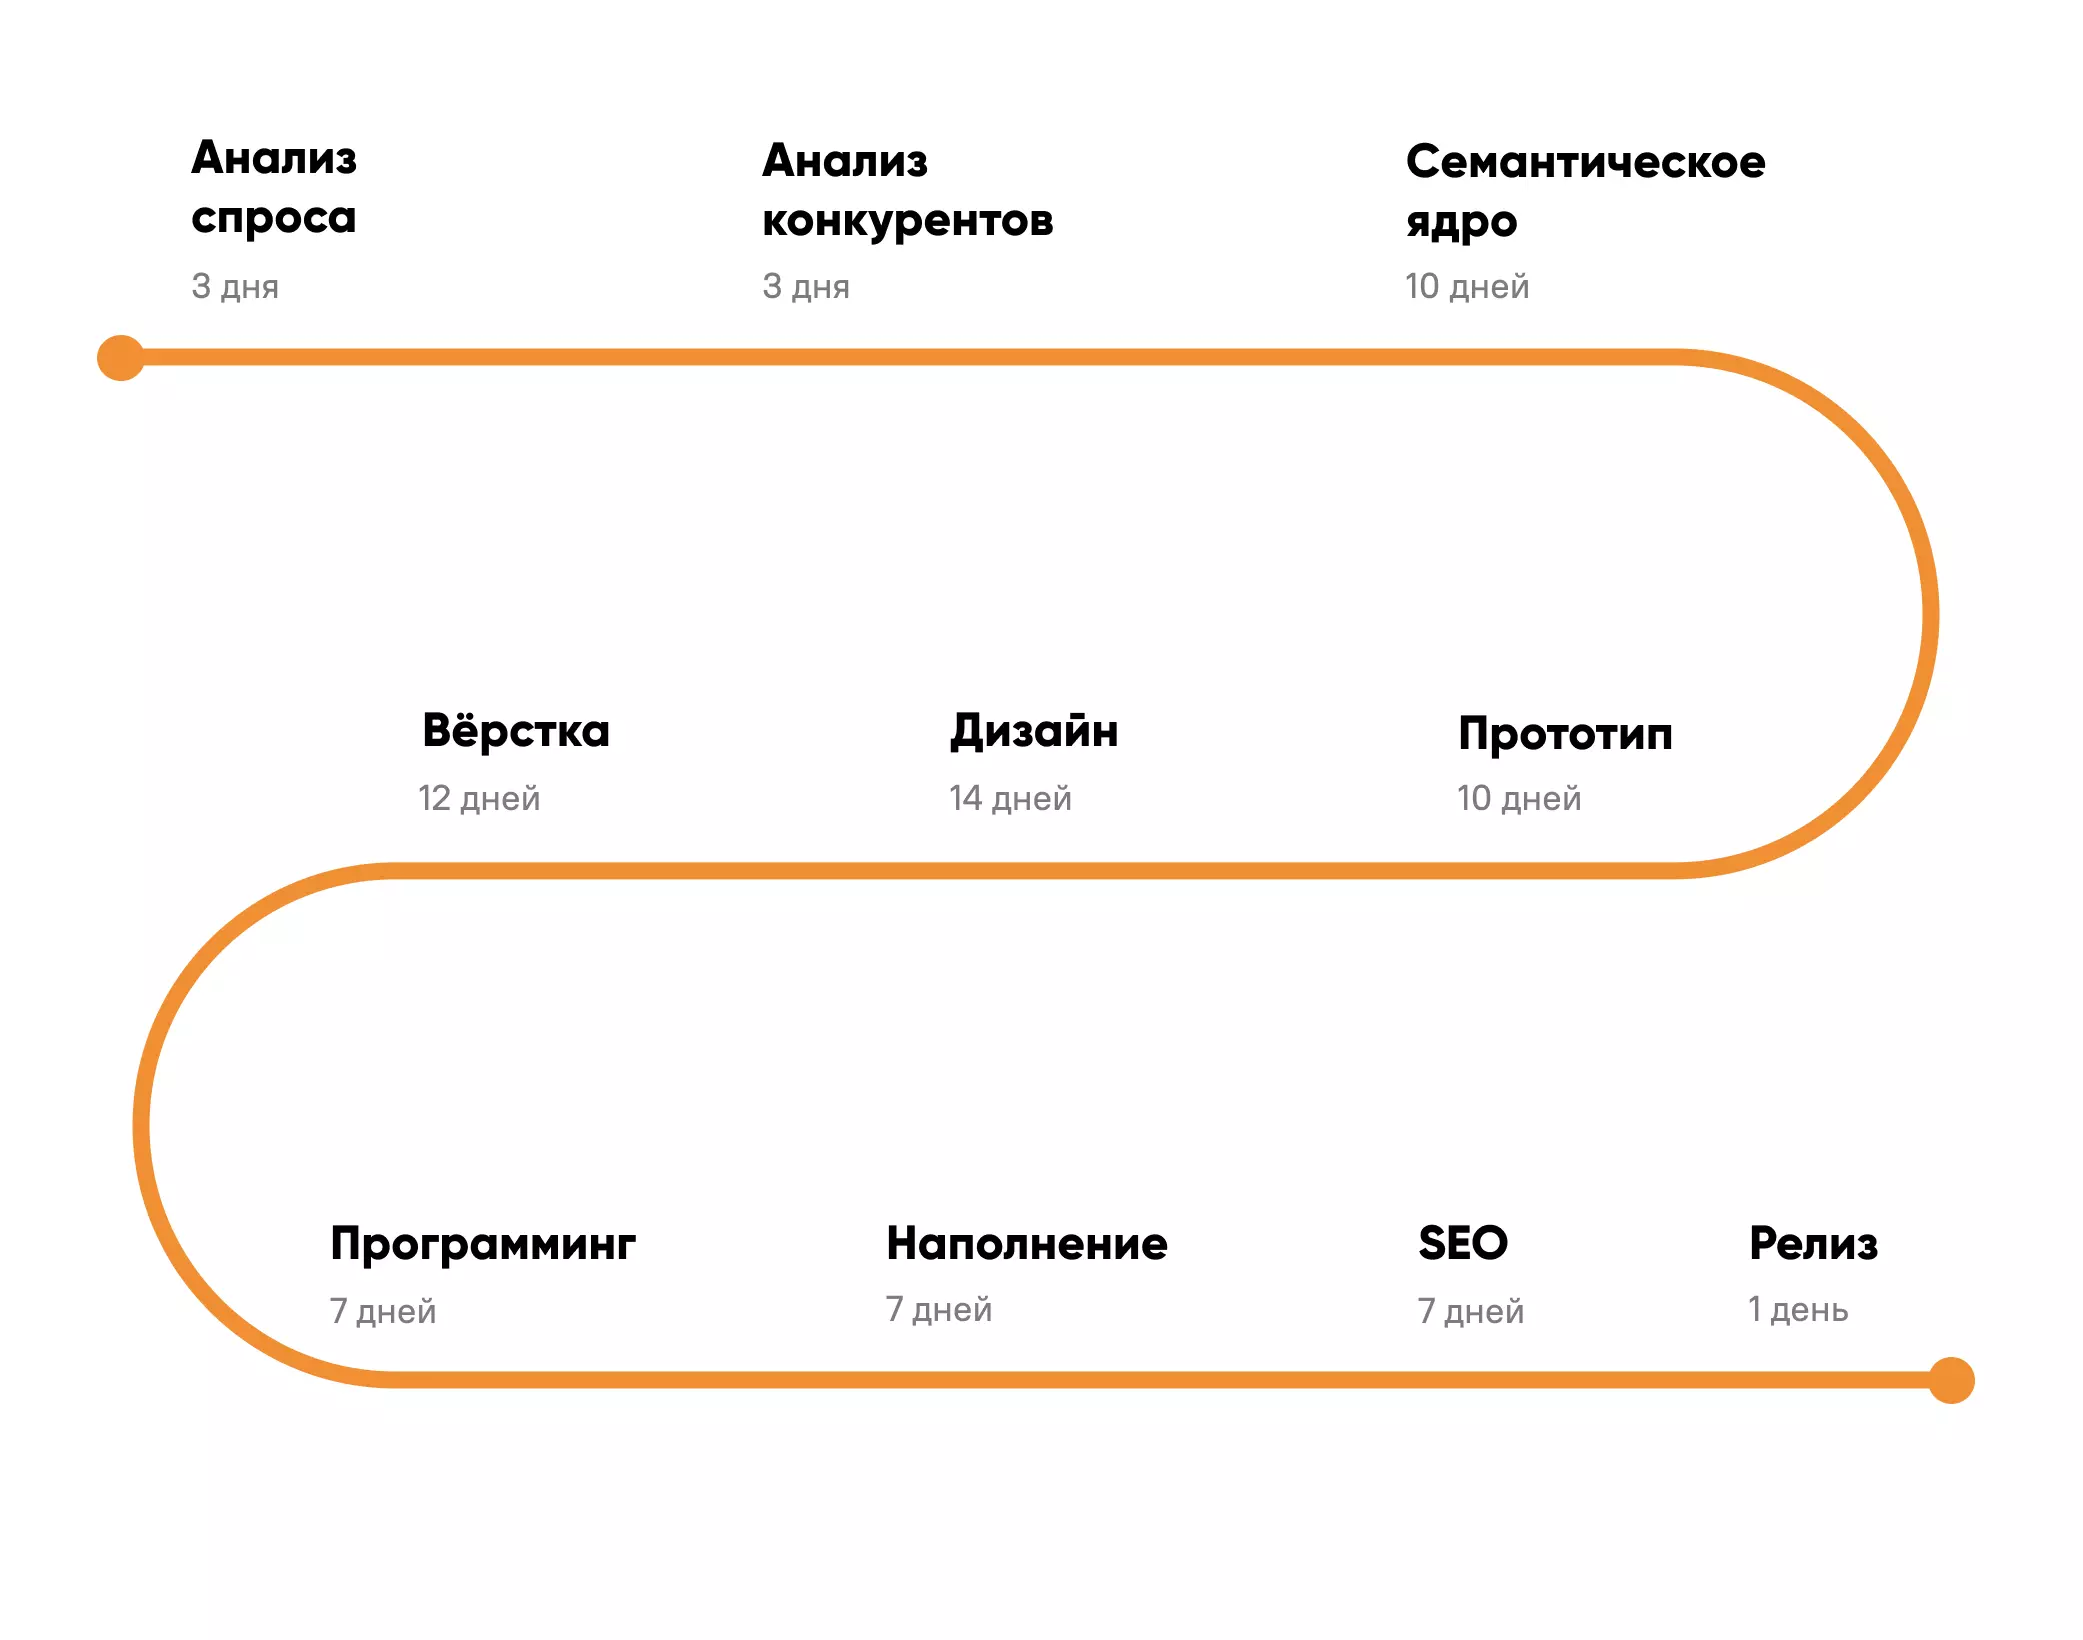 Анализ
спроса
3 дня
Анализ
конкурентов
3 дня
Семантическое
ядро
10 дней
Вёрстка
12 дней
Дизайн
14 дней
Прототип
10 дней
Программинг
7 дней
Наполнение
7 дней
SEO
7 дней
Релиз
1 день